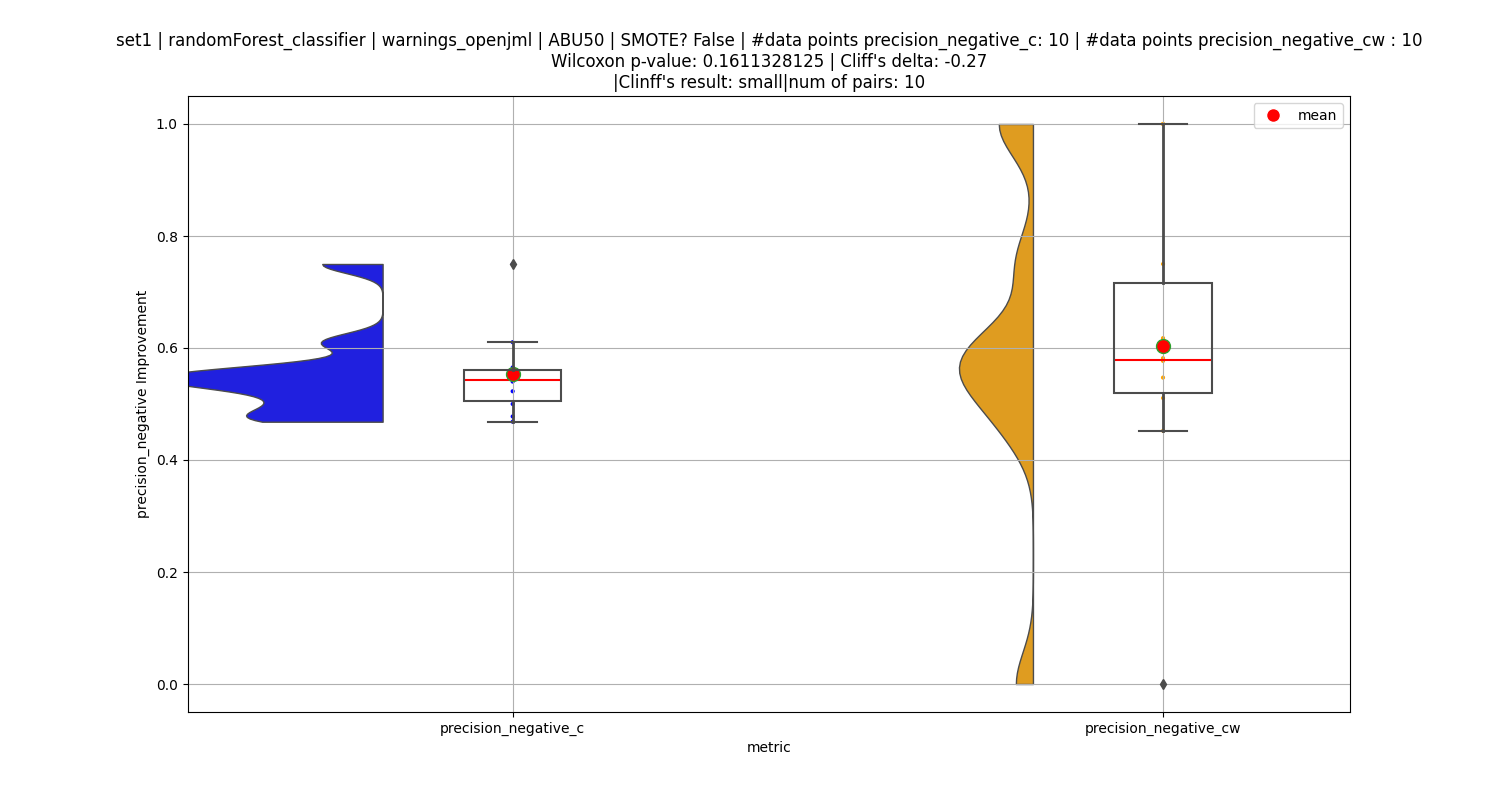 set1 | randomForest_classifier | warnings_openjml | ABU50 | SMOTE? False | #data points precision_negative_c: 10 | #data points precision_negative_cw : 10
Wilcoxon p-value: 0.1611328125 | Cliff's delta: -0.27
|Clinff's result: small|num of pairs: 10
mean
1.0
0.8
0.6
0.4
0.2
0.0
precision_negative Improvement
precision_negative_c
precision_negative_cw
metric